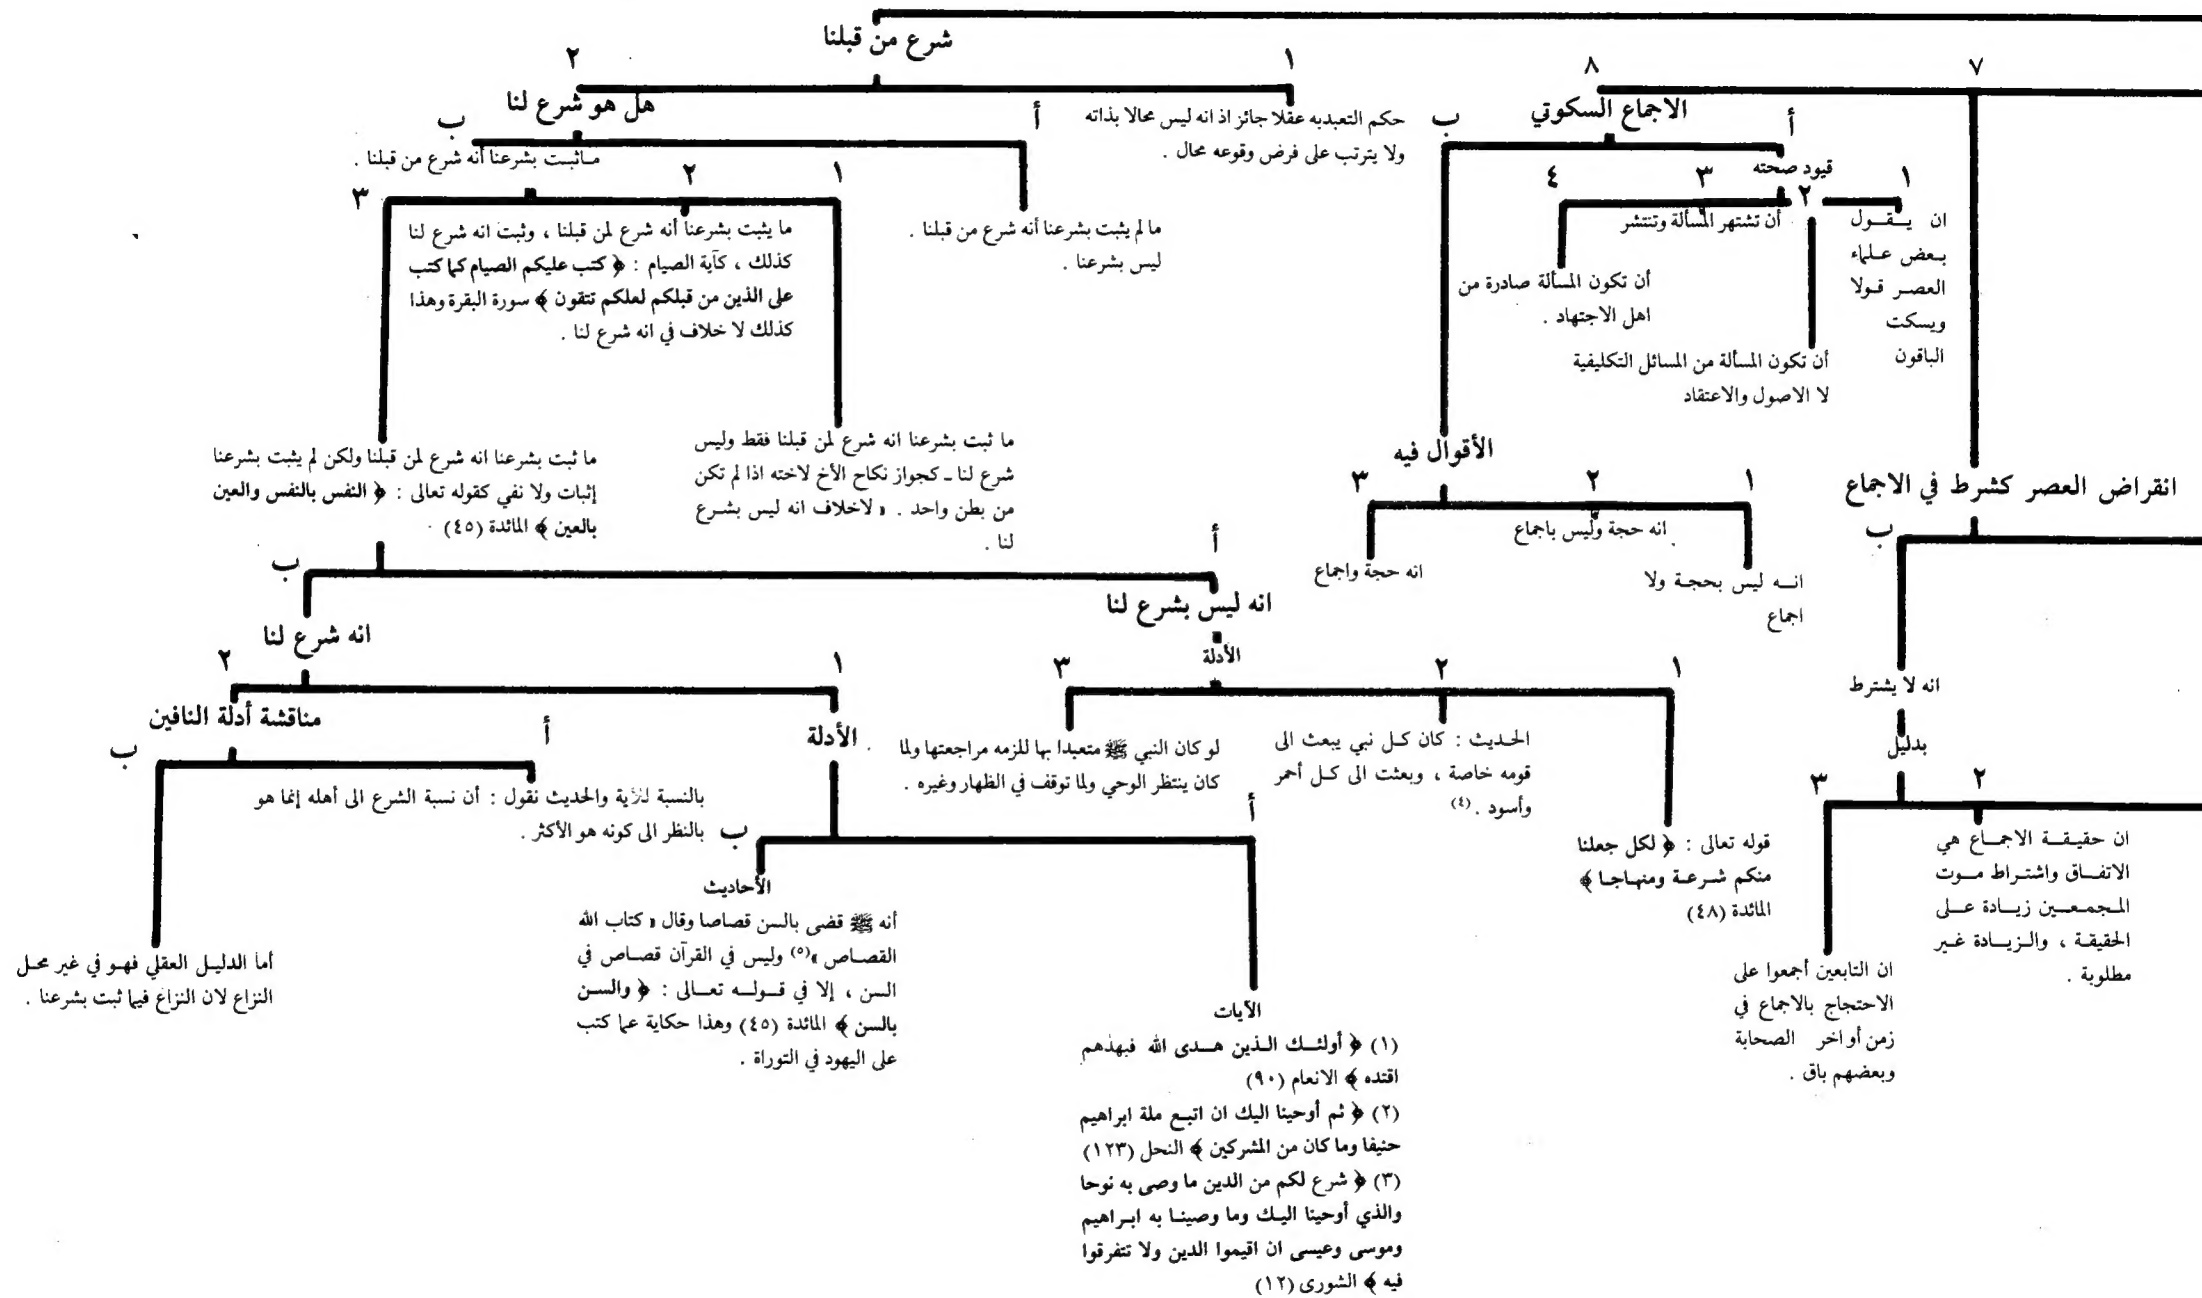 شرع من قبلنا
١
حكم التعبدبه عقلا جائز اذ انه ليس محالا بذاته
ولا يترتب على فرض وقوعه محال .
٢
هل هو شرع لنا
أ
ما لم يثبت بشرعنا أنه شرع من قبلنا .
ليس بشرعنا .
ب
ماثبت بشرعنا أنه شرع من قبلنا .
١
ما ثبت بشرعنا انه شرع لمن قبلنا فقط وليس
شرع لنا ـ كجواز نكاح الأخ لاخته اذا لم تكن
من بطن واحد . « لاخلاف انه ليس بشرع
لنا .
٢
ما يثبت بشرعنا أنه شرع لمن قبلنا ، وثبت انه شرع لنا
كذلك ، كآية الصيام : ﴿ كتب عليكم الصيام كما كتب
على الذين من قبلكم لعلكم تتقون ﴾ سورة البقرة وهذا
كذلك لا خلاف في انه شرع لنا .
٣
ما ثبت بشرعنا انه شرع لمن قبلنا ولكن لم يثبت بشرعنا
إثبات ولا نفي كقوله تعالى : ﴿ النفس بالنفس والعين
بالعين ﴾ المائدة (٤٥)
أ
انه ليس بشرع لنا
الأدلة
١
قوله تعالى : ﴿ لكل جعلنا
منكم شرعة ومنهاجا ﴾
المائدة (٤٨)
٢
الحديث : كان كل نبي يبعث الى
قومه خاصة ، وبعثت الى كل أحمر
وأسود . (٤)
٣
لو كان النبي ﷺ متعبدا بها للزمه مراجعتها ولما
كان ينتظر الوحي ولما توقف في الظهار وغيره .
ب
انه شرع لنا
١
الأدلة .
أ
الآيات
(١) ﴿ أولئك الذين هدى الله فبهذهم
اقتده ﴾ الانعام (٩٠)
(٢) ﴿ ثم أوحينا اليك ان اتبع ملة ابراهيم
حنيفا وما كان من المشركين ﴾ النحل (١٢٣)
(٣) ﴿ شرع لكم من الدين ما وصى به نوحا
والذي أوحينا اليك وما وصينا به ابراهيم
وموسى وعيسى ان اقيموا الدين ولا تتفرقوا
فيه ﴾ الشورى (١٢)
ب
الأحاديث
أنه ﷺ قضى بالسن قصاصا وقال « كتاب الله
القصاص »(٥) وليس في القرآن قصاص في
السن ، إلا في قوله تعالى : ﴿ والسن
بالسن ﴾ المائدة (٤٥) وهذا حكاية عما كتب
على اليهود في التوراة .
٢
مناقشة أدلة النافين
أ
بالنسبة للأية والحديث نقول : أن نسبة الشرع الى أهله إنما هو
بالنظر الى كونه هو الأكثر .
ب
أما الدليل العقلي فهو في غير محل
النزاع لان النزاع فيما ثبت بشرعنا .
٧
انقراض العصر كشرط في الاجماع
ب
انه لا يشترط
بدليل
٢
ان حقيقة الاجماع هي
الاتفاق واشتراط موت
المجمعين زيادة على
الحقيقة ، والزيادة غير
مطلوبة .
٣
ان التابعين أجمعوا على
الاحتجاج بالاجماع في
زمن أواخر الصحابة
وبعضهم باق .
٨
الاجماع السكوتي
أ
قيود صحته
١
ان يقول
بعض علماء
العصر قولا
ويسكت
الباقون
٢
أن تكون المسألة من المسائل التكليفية
لا الاصول والاعتقاد
٣
أن تشتهر المسألة وتنتشر
٤
أن تكون المسألة صادرة من
اهل الاجتهاد .
ب
الأقوال فيه
١
انه ليس بحجة ولا
اجماع
٢
انه حجة وليس باجماع
٣
انه حجة واجماع